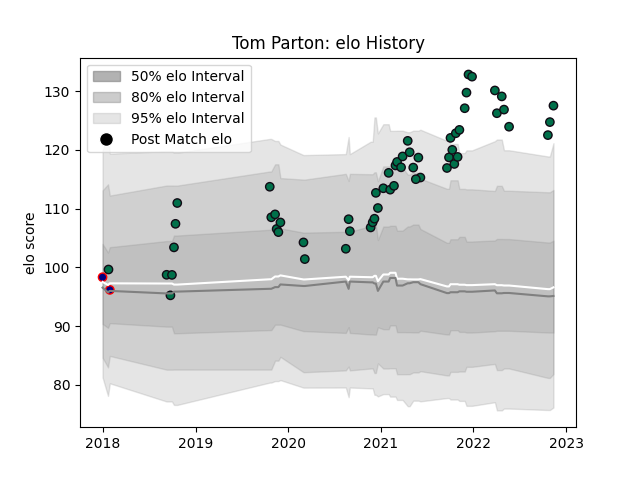 Tom Parton: elo History
50% elo Interval
80% elo Interval
95% elo Interval
Post Match elo
elo score
130
120
110
100
90
80
2018 2019 2020 2021 2022 2023